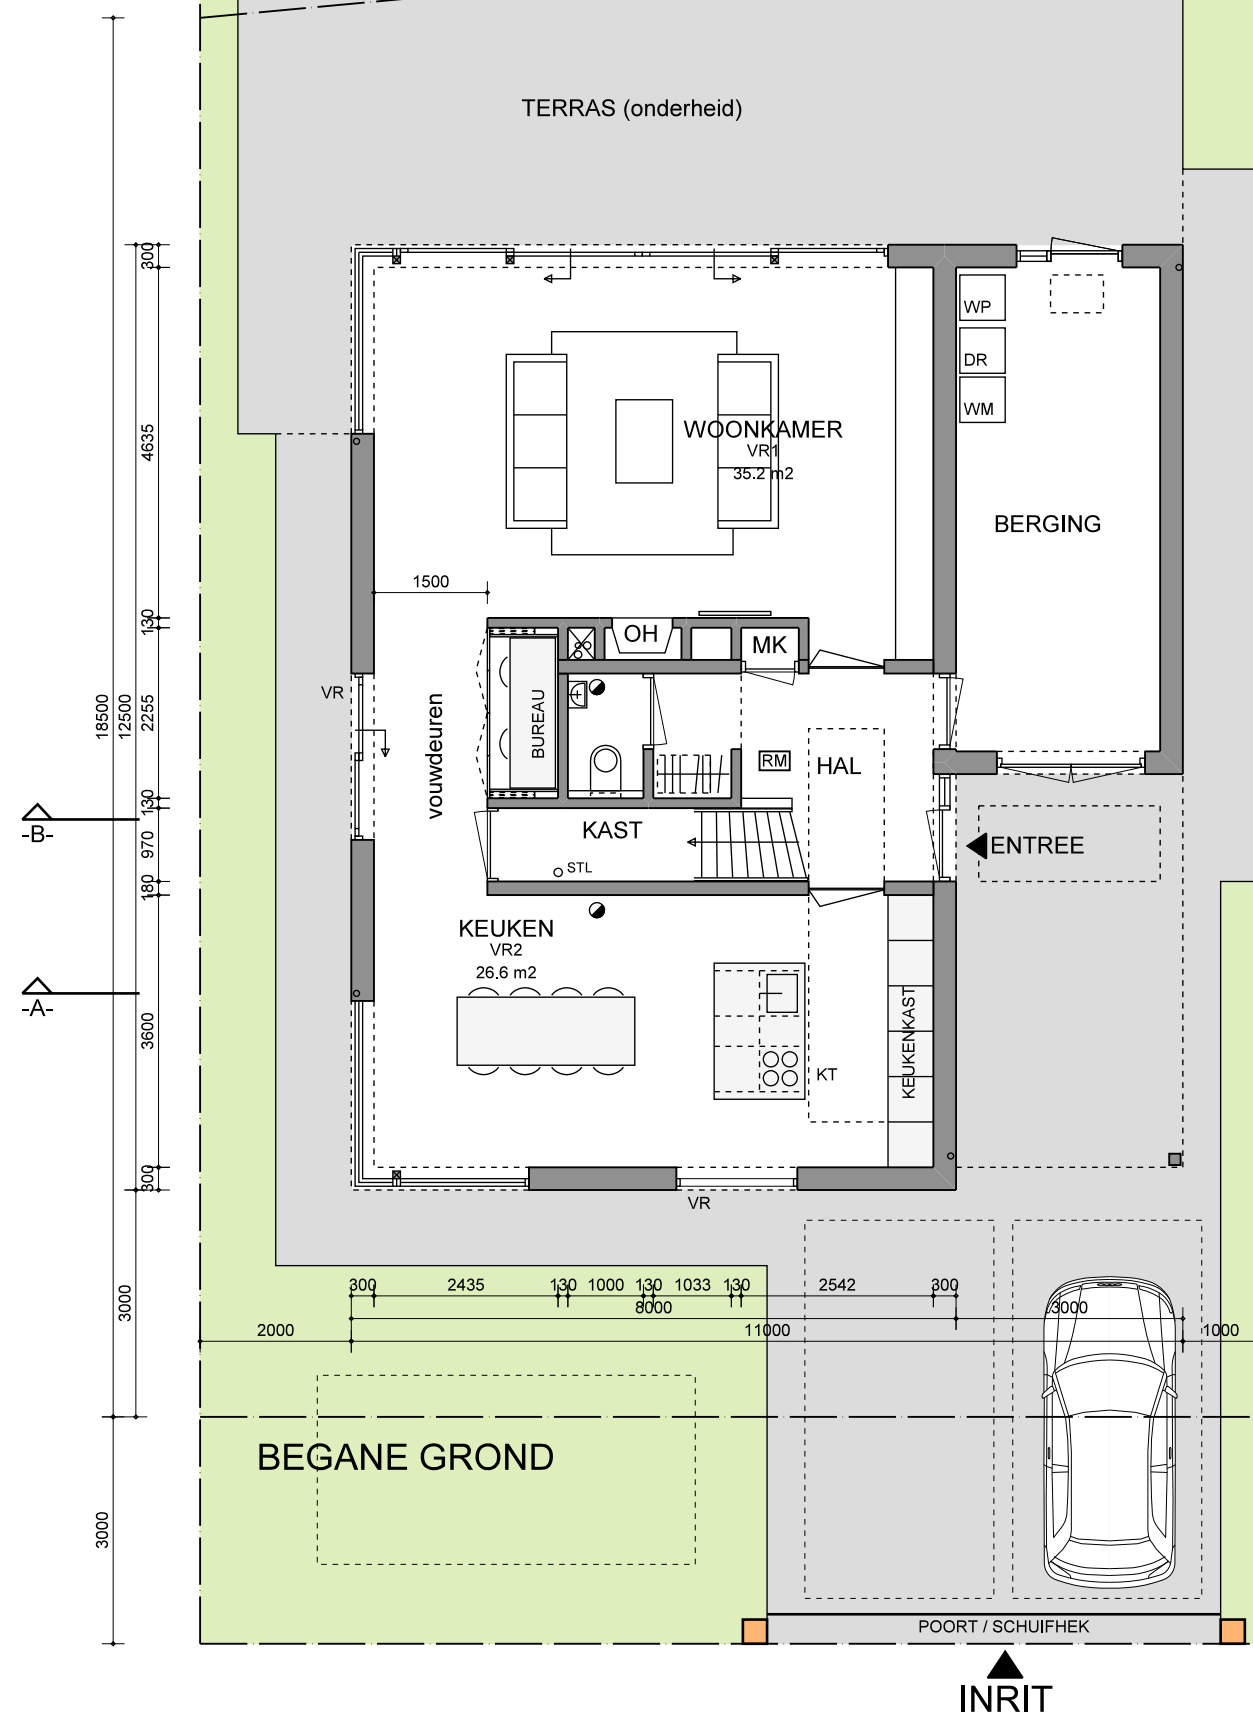 TERRAS (onderheid)
300
WP
DR
WM
WOONKAMER
VR1
35.2 m2
4635
BERGING
1500
130
OH
MK
VR
vouwdeuren
BUREAU
18500
12500
2255
RM
HAL
130
-B-
KAST
970
ENTREE
STL
180
KEUKEN
VR2
26.6 m2
-A-
3600
KEUKENKAST
KT
300
VR
300
2435
130
1000
130
1033
130
2542
300
8000
3000
3000
2000
11000
1000
BEGANE GROND
3000
POORT / SCHUIFHEK
INRIT